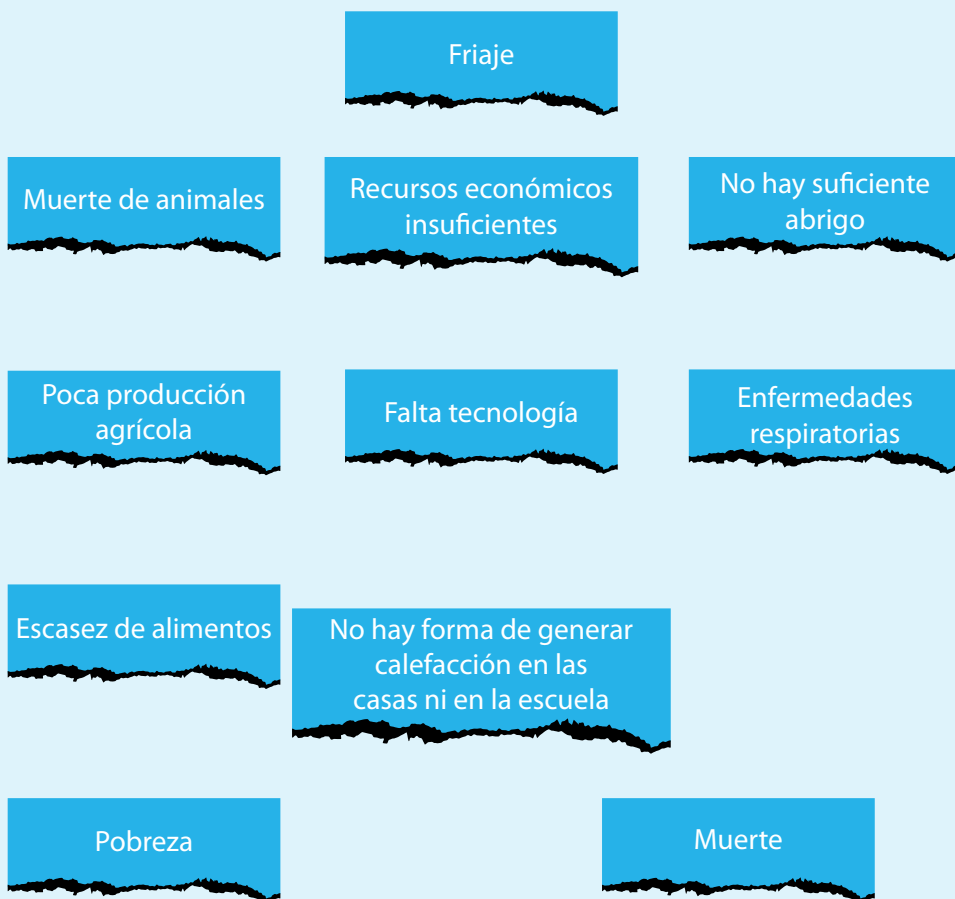 Friaje
Muerte de animales
Recursos económicos
insuficientes
No hay suficiente
abrigo
Poca producción
agrícola
Falta tecnología
Enfermedades
respiratorias
Escasez de alimentos
No hay forma de generar
calefacción en las
casas ni en la escuela
Pobreza
Muerte